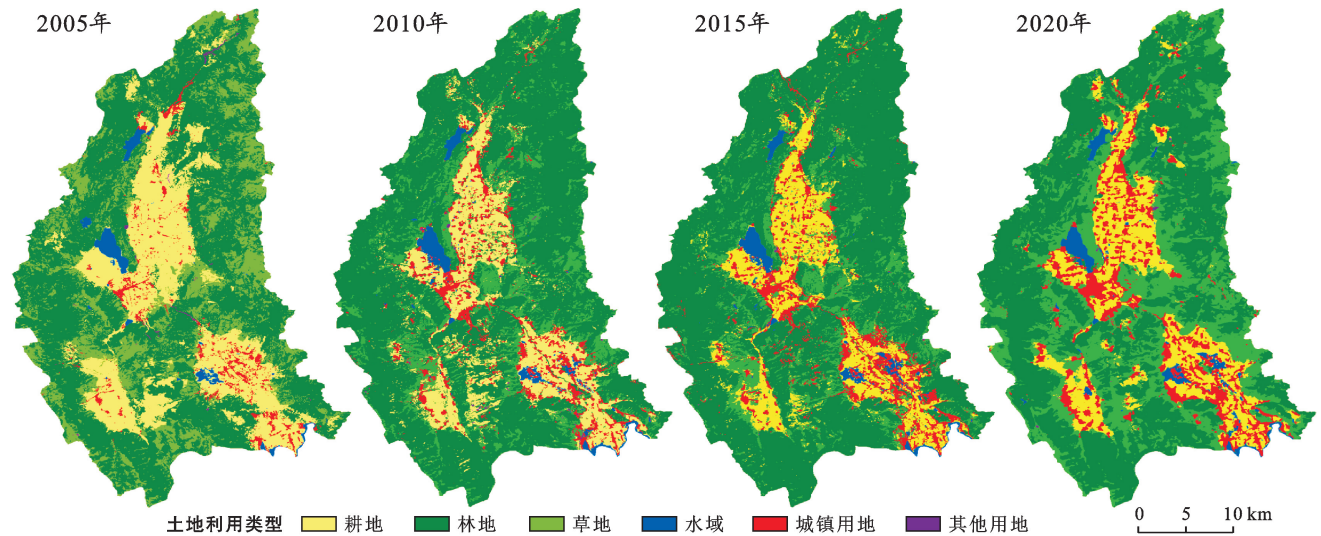 2005年
2010年
2015年
2020年
土地利用类型 耕地 林地 草地 水域 城镇用地 其他用地
0 5 10 km